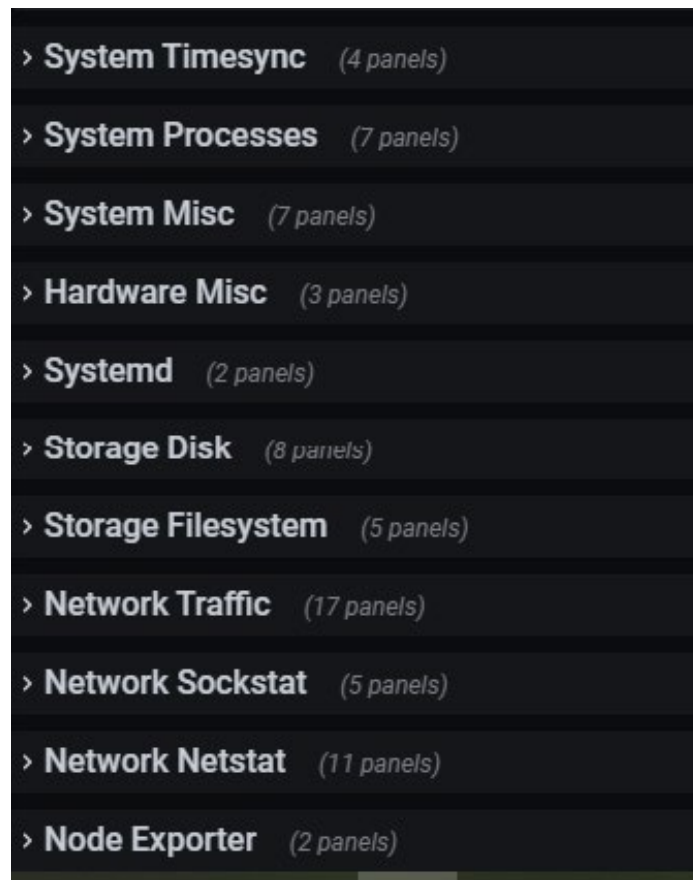 System Timesync (4 panels)
System Processes (7 panels)
System Misc (7 panels)
Hardware Misc (3 panels)
Systemd (2 panels)
Storage Disk (8 panels)
Storage Filesystem (5 panels)
Network Traffic (17 panels)
Network Sockstat (5 panels)
Network Netstat (11 panels)
Node Exporter (2 panels)